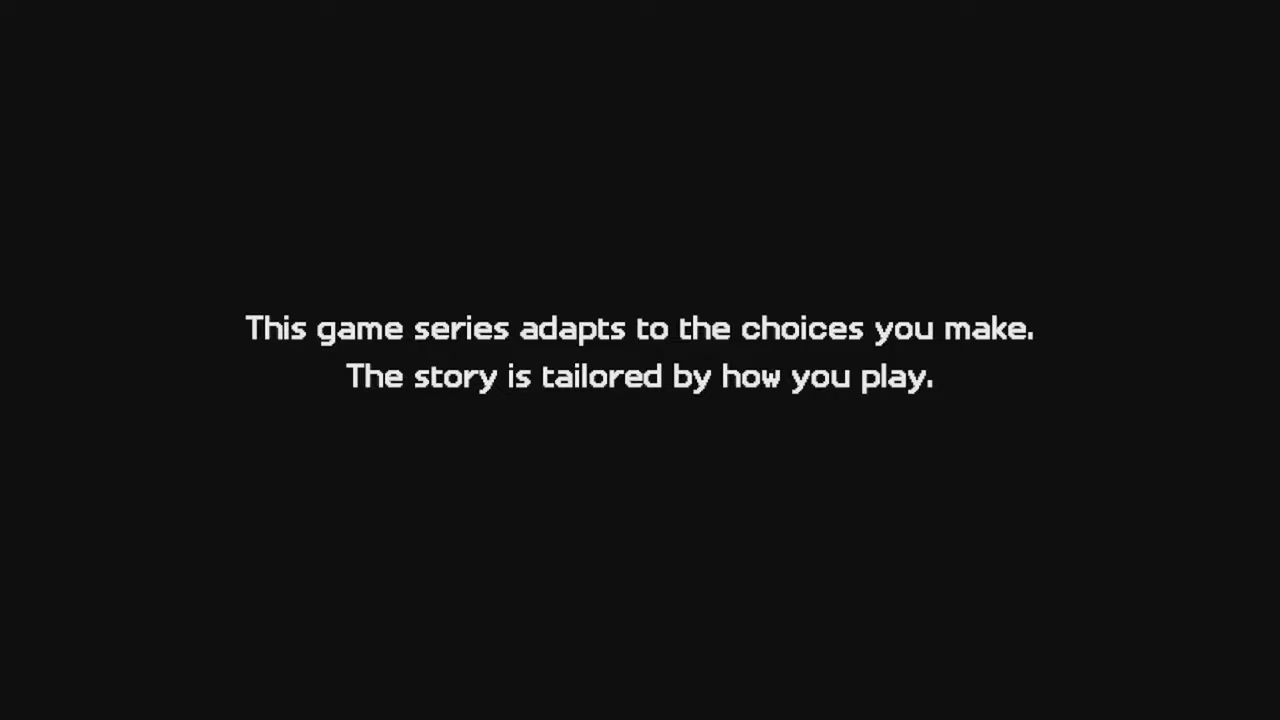 This game series adapts to the choices you make.
The story is tailored by how you play.